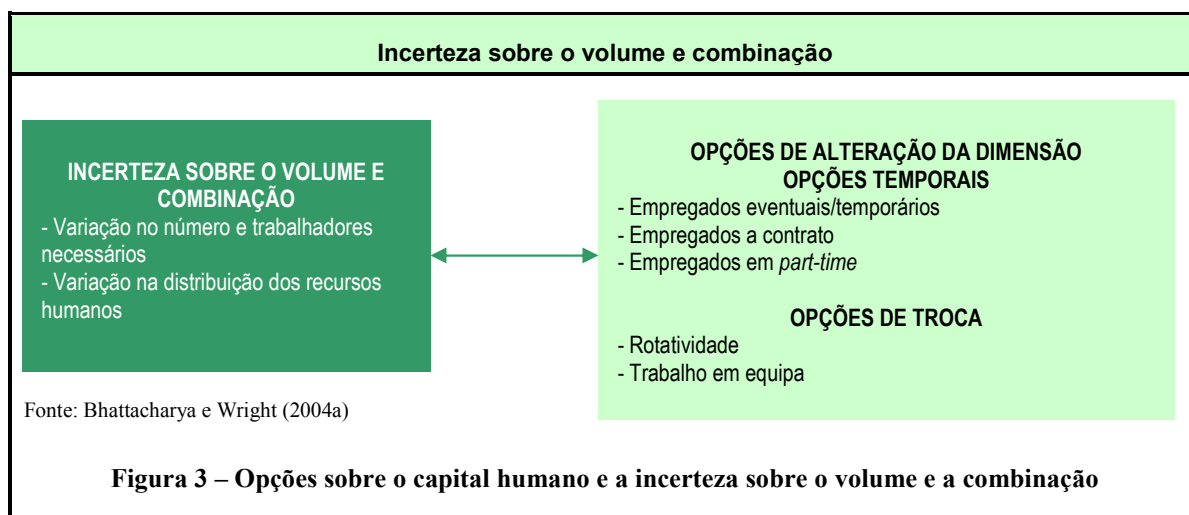 Incerteza sobre o volume e combinação
INCERTEZA SOBRE O VOLUME E
COMBINAÇÃO
- Variação no número e trabalhadores
necessários
- Variação na distribuição dos recursos
humanos
OPÇÕES DE ALTERAÇÃO DA DIMENSÃO
OPÇÕES TEMPORAIS
- Empregados eventuais/temporários
- Empregados a contrato
- Empregados em part-time
OPÇÕES DE TROCA
- Rotatividade
- Trabalho em equipa
Fonte: Bhattacharya e Wright (2004a)
Figura 3 – Opções sobre o capital humano e a incerteza sobre o volume e a combinação